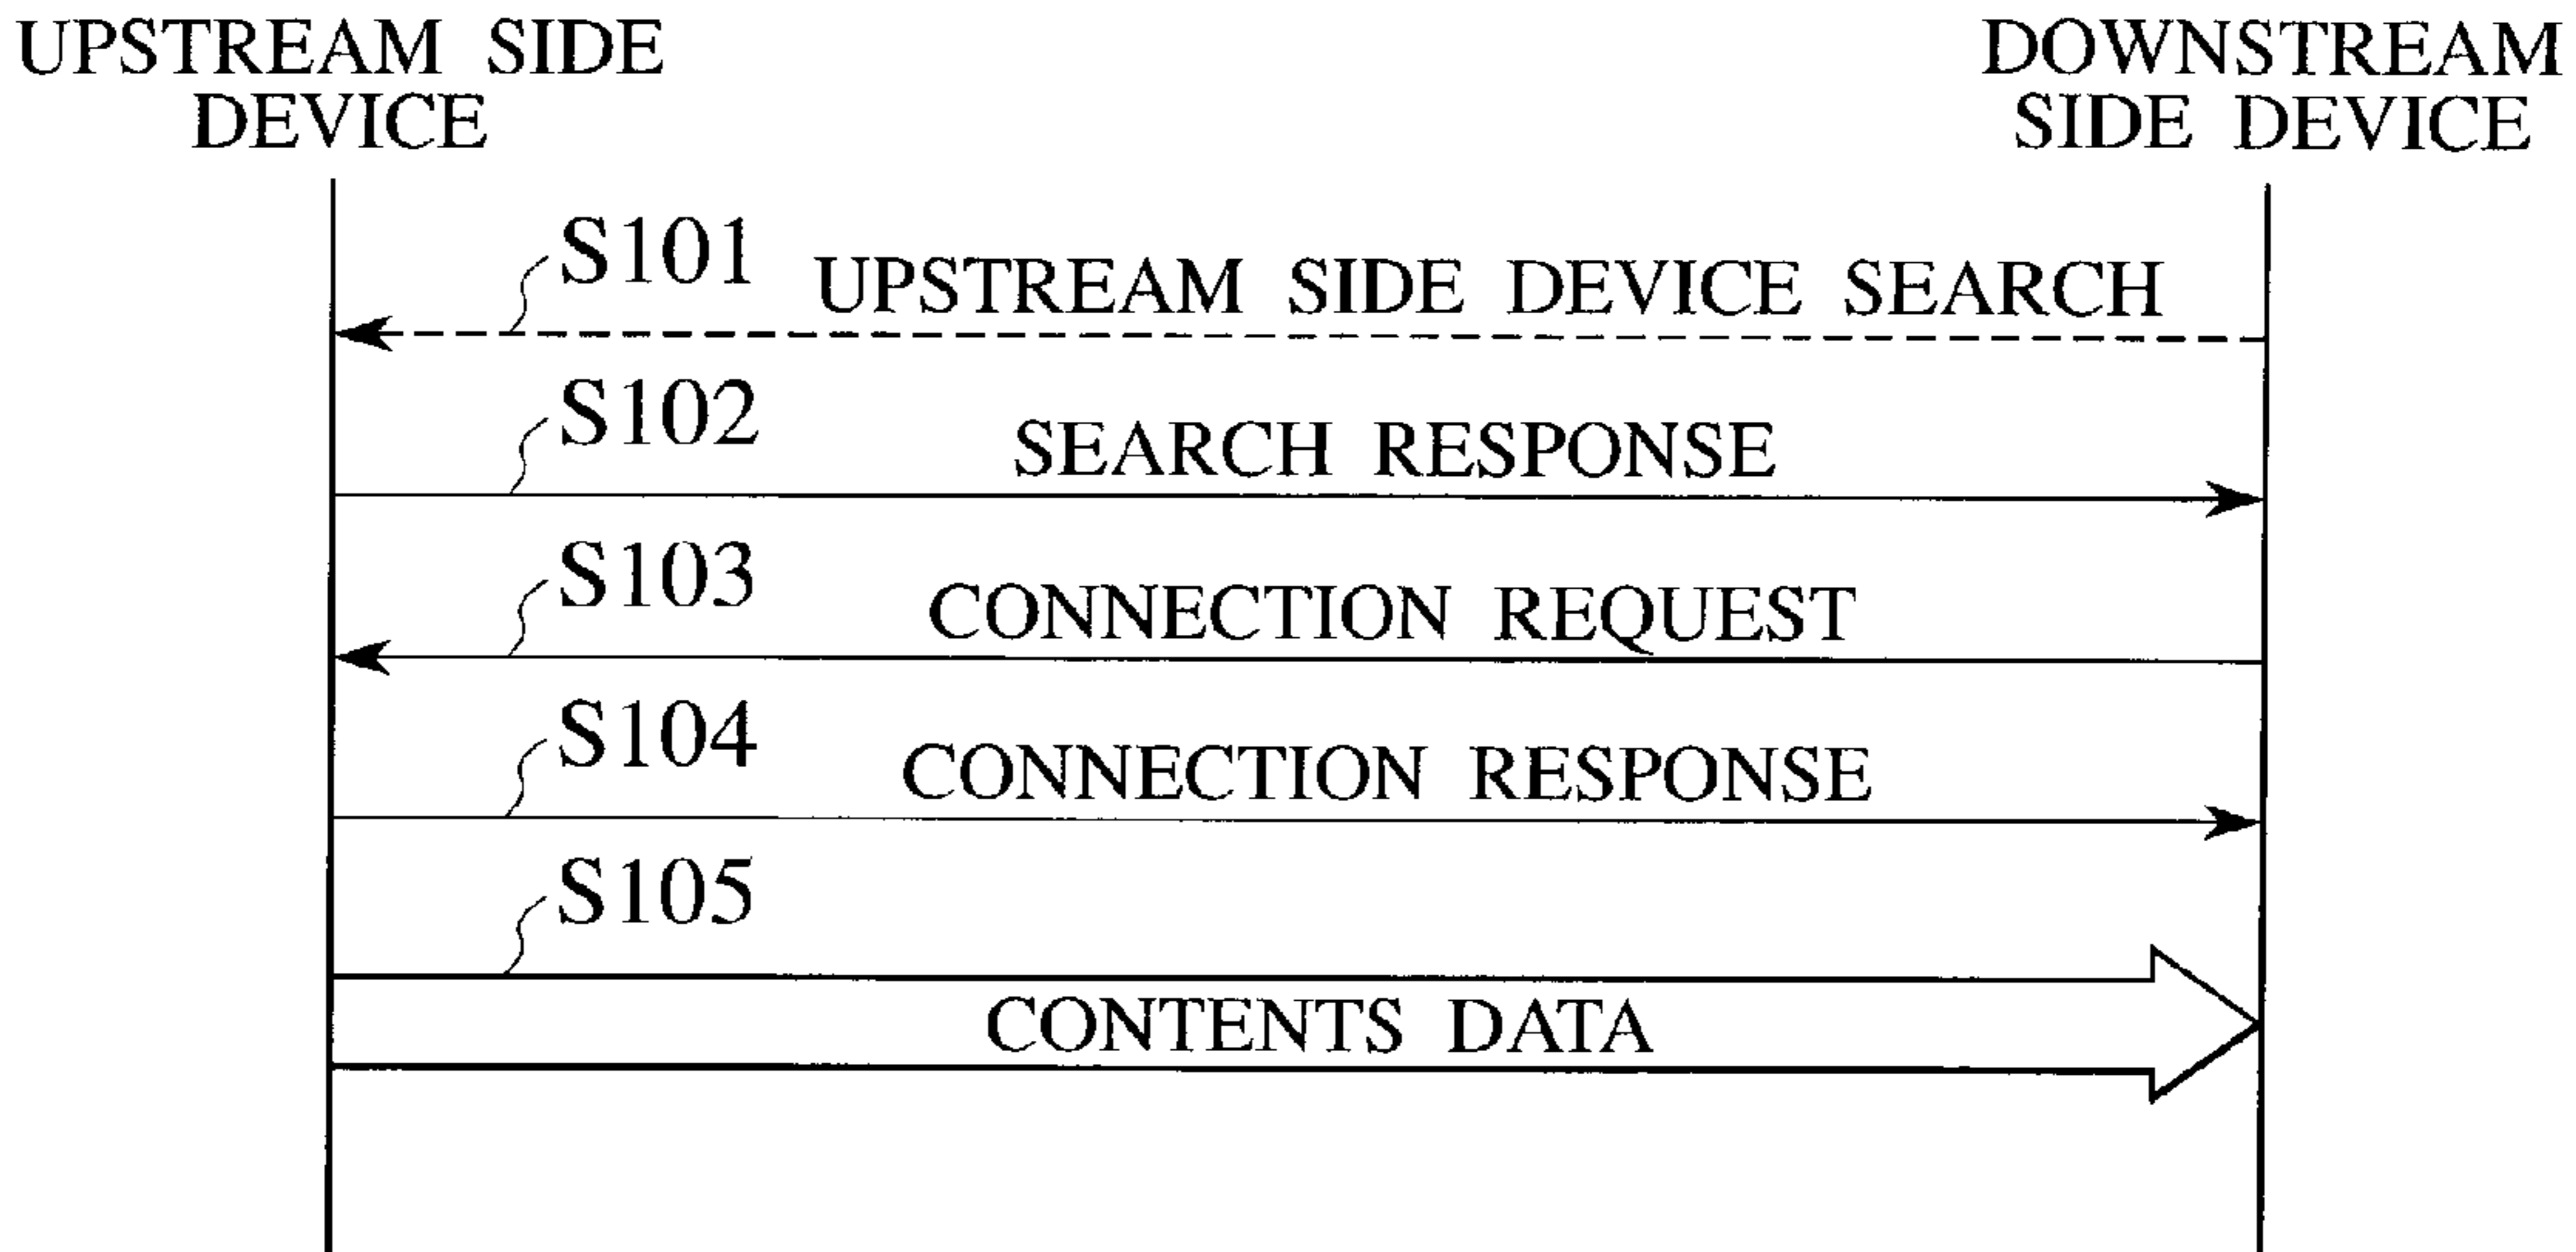 UPSTREAM SIDE
DEVICE
DOWNSTREAM
SIDE DEVICE
S101
UPSTREAM SIDE DEVICE SEARCH
S102
SEARCH RESPONSE
S103
CONNECTION REQUEST
S104
CONNECTION RESPONSE
S105
CONTENTS DATA